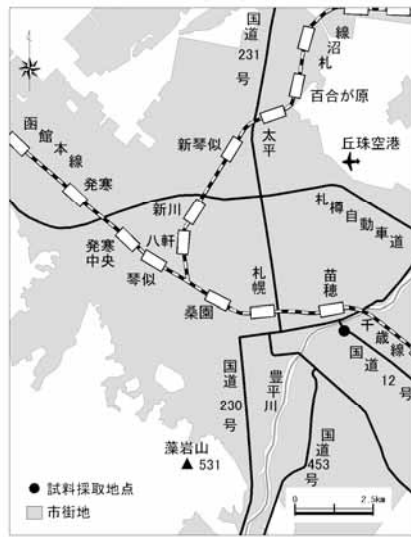 国道
231
号
札沼線
百合が原
太平
新琴似
丘珠空港
函館本線
発寒
新川
札樽自動車道
発寒
中央
八軒
琴似
桑園
札幌
苗穂
千歳線
国道
12
号
国道
230
号
豊平川
国道
453
号
藻岩山
531
試料採取地点
市街地
0
2.5km